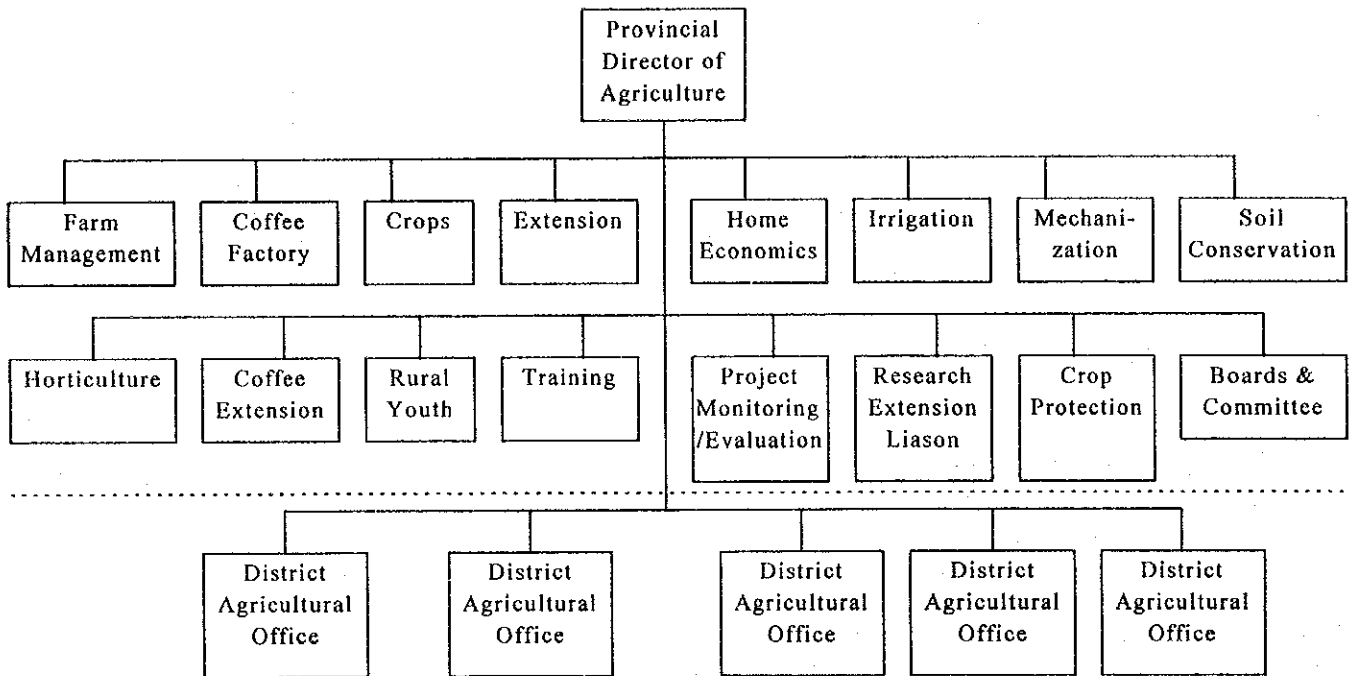 Provincial
Director of
Agriculture
Farm
Management
Coffee
Factory
Crops
Extension
Home
Economics
Irrigation
Mechani-
zation
Soil
Conservation
Horticulture
Coffee
Extension
Rural
Youth
Training
Project
Monitoring
/Evaluation
Research
Extension
Liason
Crop
Protection
Boards &
Committee
District
Agricultural
Office
District
Agricultural
Office
District
Agricultural
Office
District
Agricultural
Office
District
Agricultural
Office